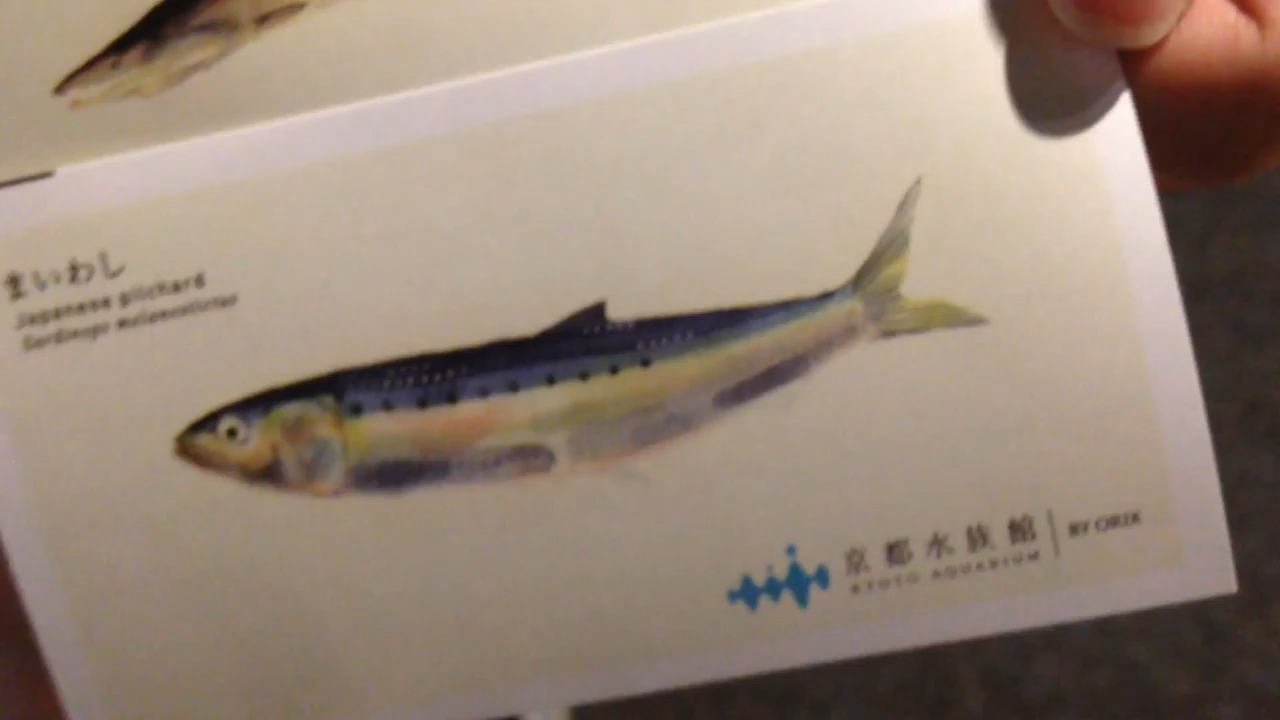 まいわし
Japanese pilchard
Sardinops melanostictus
京都水族館 | BY ORIX
KYOTO AQUARIUM